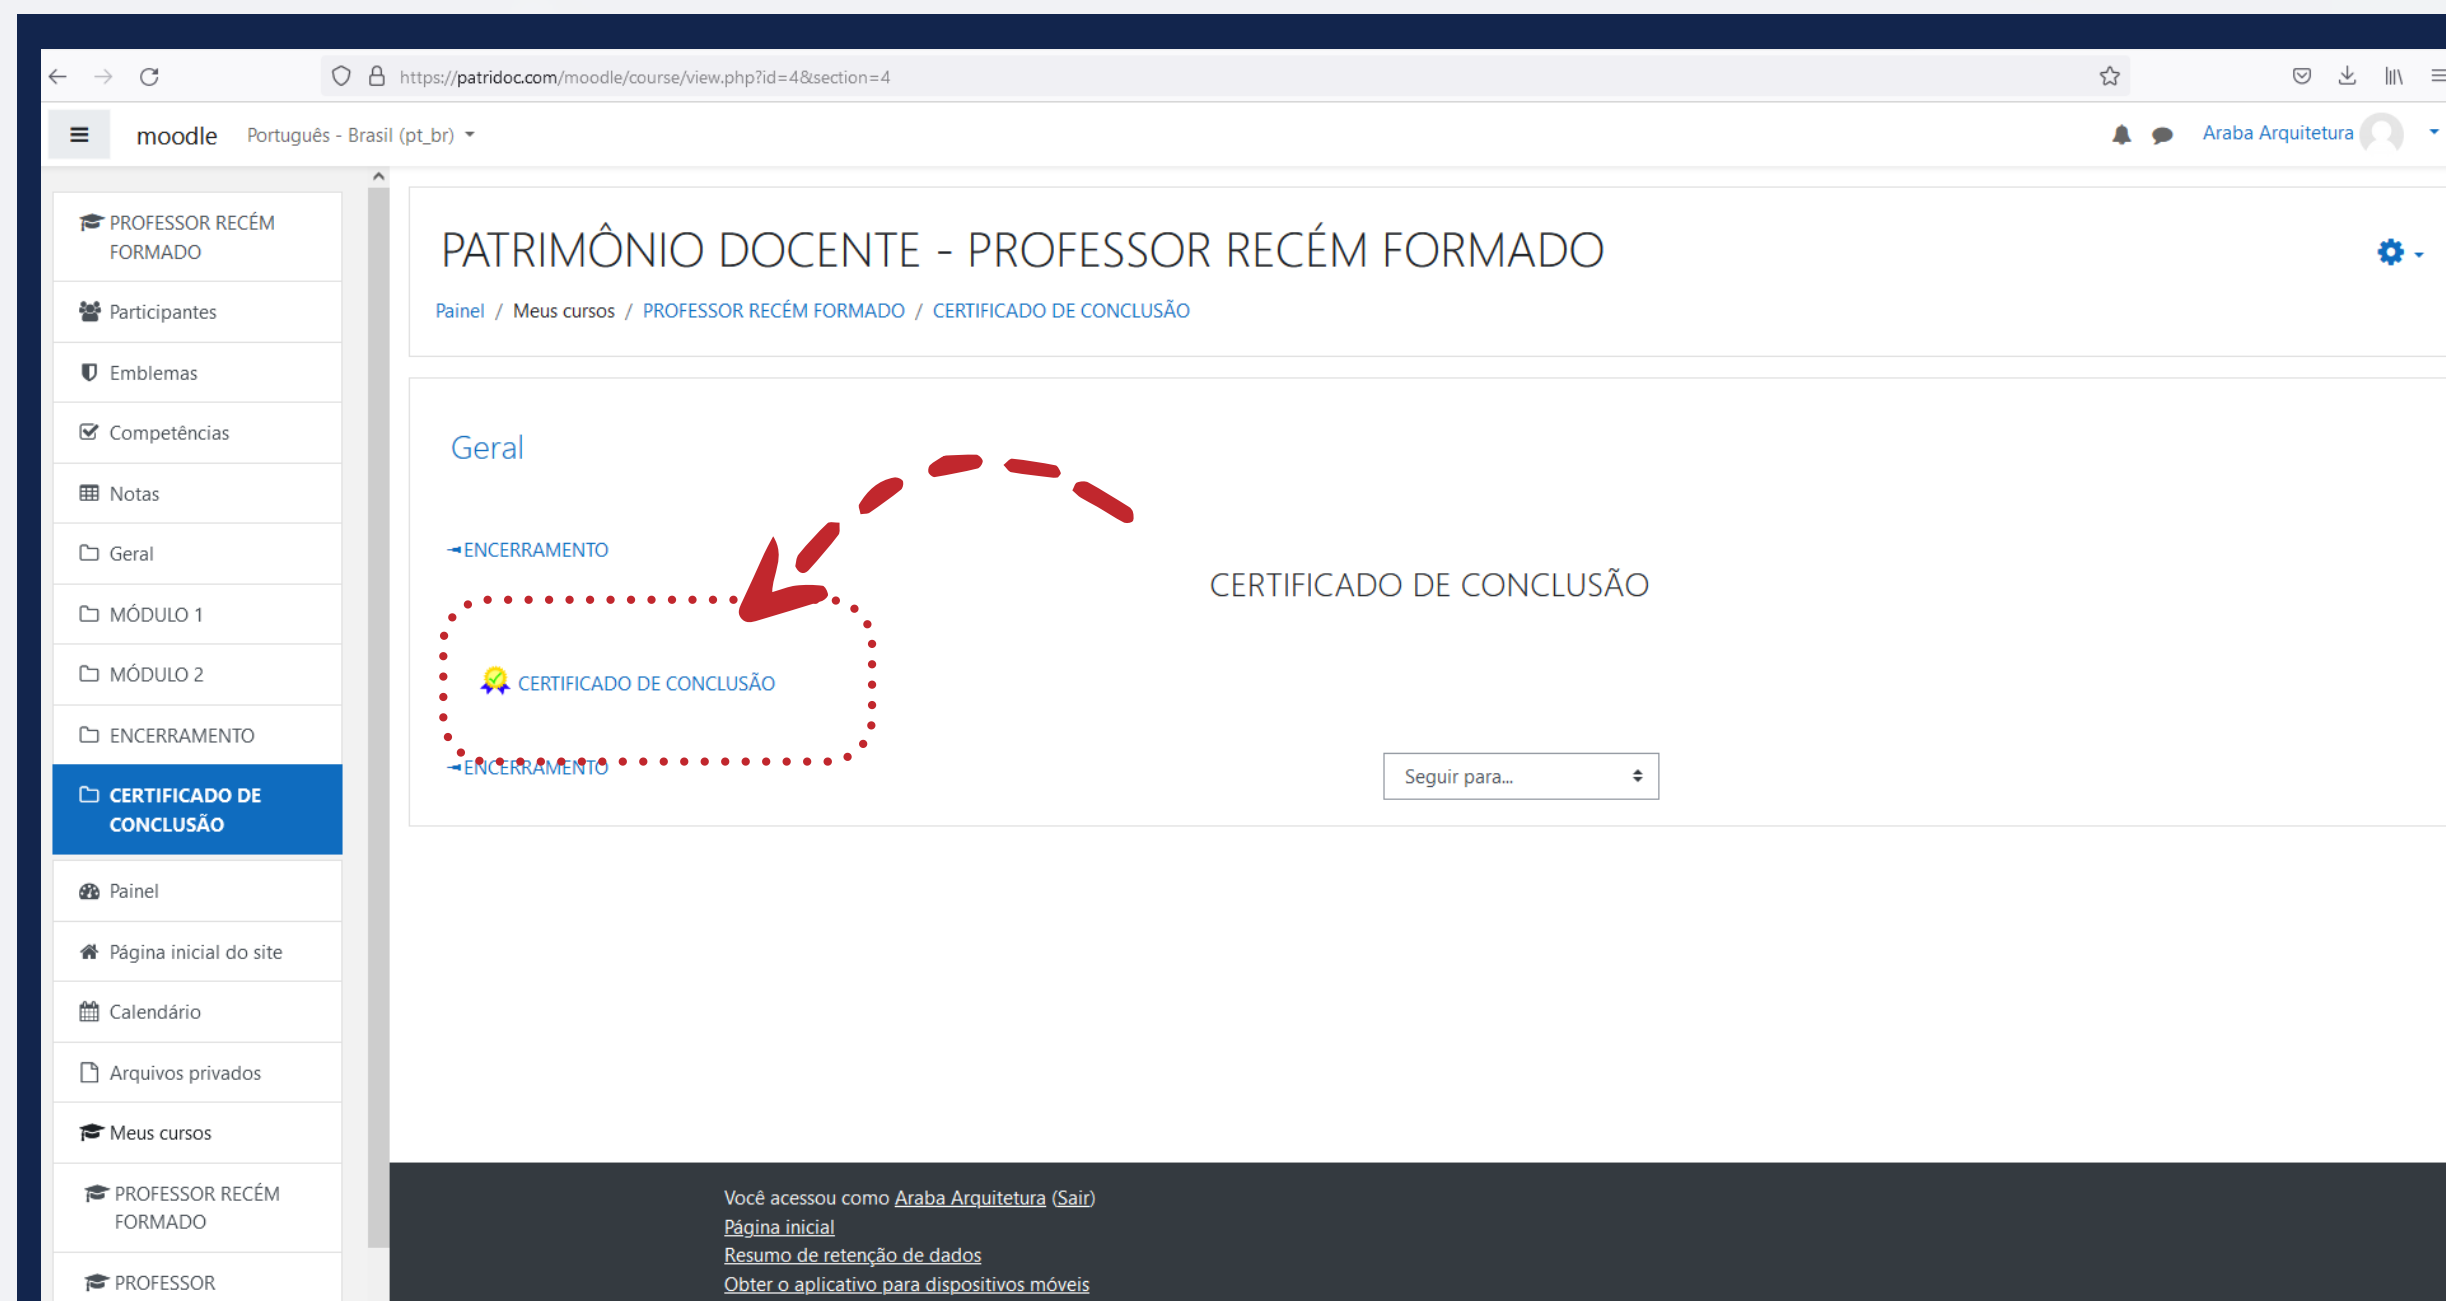 https://patridoc.com/moodle/course/view.php?id=4&section=4
moodle Português - Brasil (pt_br)
Araba Arquitetura
PROFESSOR RECÉM
FORMADO
Participantes
Emblemas
Competências
Notas
Geral
MÓDULO 1
MÓDULO 2
ENCERRAMENTO
CERTIFICADO DE
CONCLUSÃO
Painel
Página inicial do site
Calendário
Arquivos privados
Meus cursos
PROFESSOR RECÉM
FORMADO
PROFESSOR
PATRIMÔNIO DOCENTE - PROFESSOR RECÉM FORMADO
Painel / Meus cursos / PROFESSOR RECÉM FORMADO / CERTIFICADO DE CONCLUSÃO
Geral
ENCERRAMENTO
CERTIFICADO DE CONCLUSÃO
CERTIFICADO DE CONCLUSÃO
ENCERRAMENTO
Seguir para...
Você acessou como Araba Arquitetura (Sair)
Página inicial
Resumo de retenção de dados
Obter o aplicativo para dispositivos móveis